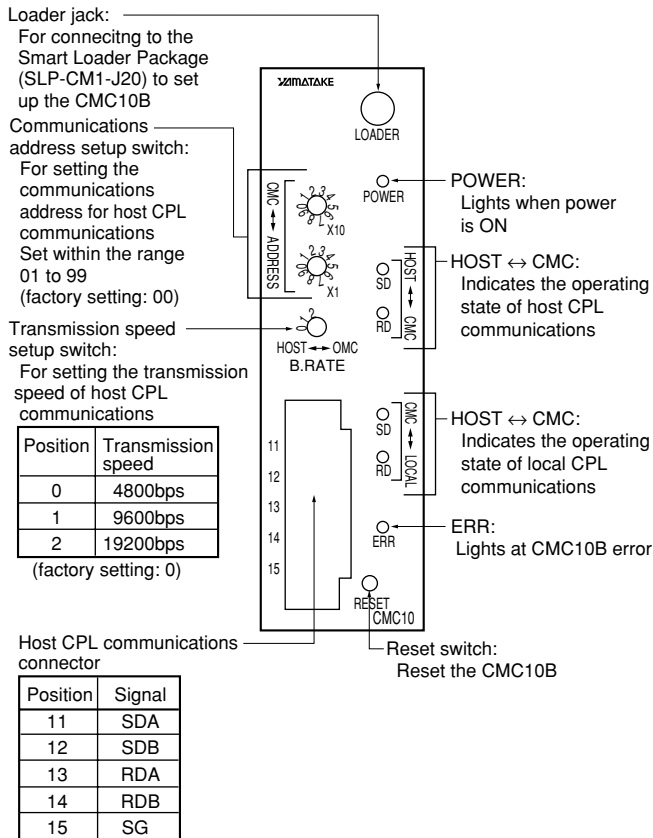 Loader jack:
For connecitng to the
Smart Loader Package
(SLP-CM1-J20) to set
up the CMC10B
Communications
address setup switch:
For setting the
communications
address for host CPL
communications
Set within the range
01 to 99
(factory setting: 00)
Transmission speed
setup switch:
For setting the transmission
speed of host CPL
communications
Position Transmission speed
0 4800bps
1 9600bps
2 19200bps
(factory setting: 0)
Host CPL communications
connector
Position Signal
11 SDA
12 SDB
13 RDA
14 RDB
15 SG
YAMATAKE
LOADER
POWER
CMC ↔ ADDRESS
X10
X1
HOST ↔ OMC
B.RATE
0 2
SD
RD
HOST ↔ CMC
SD
RD
CMC ↔ LOCAL
11
12
13
14
15
ERR
RESET
CMC10
POWER:
Lights when power
is ON
HOST ↔ CMC:
Indicates the operating
state of host CPL
communications
HOST ↔ CMC:
Indicates the operating
state of local CPL
communications
ERR:
Lights at CMC10B error
Reset switch:
Reset the CMC10B